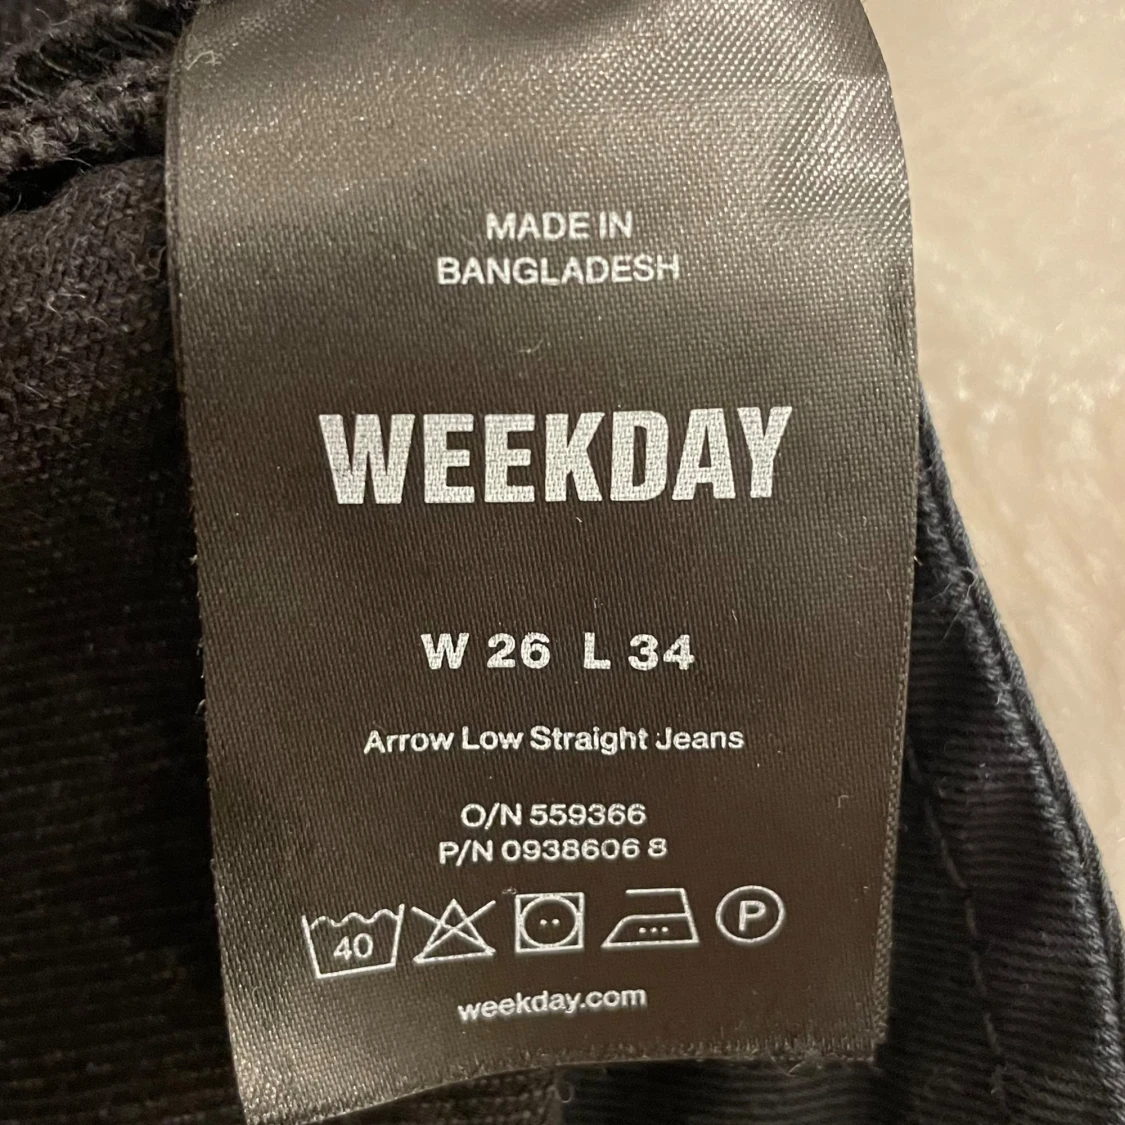 MADE IN
BANGLADESH
WEEKDAY
W 26 L 34
Arrow Low Straight Jeans
O/N 559366
P/N 0938606 8
40 P
weekday.com